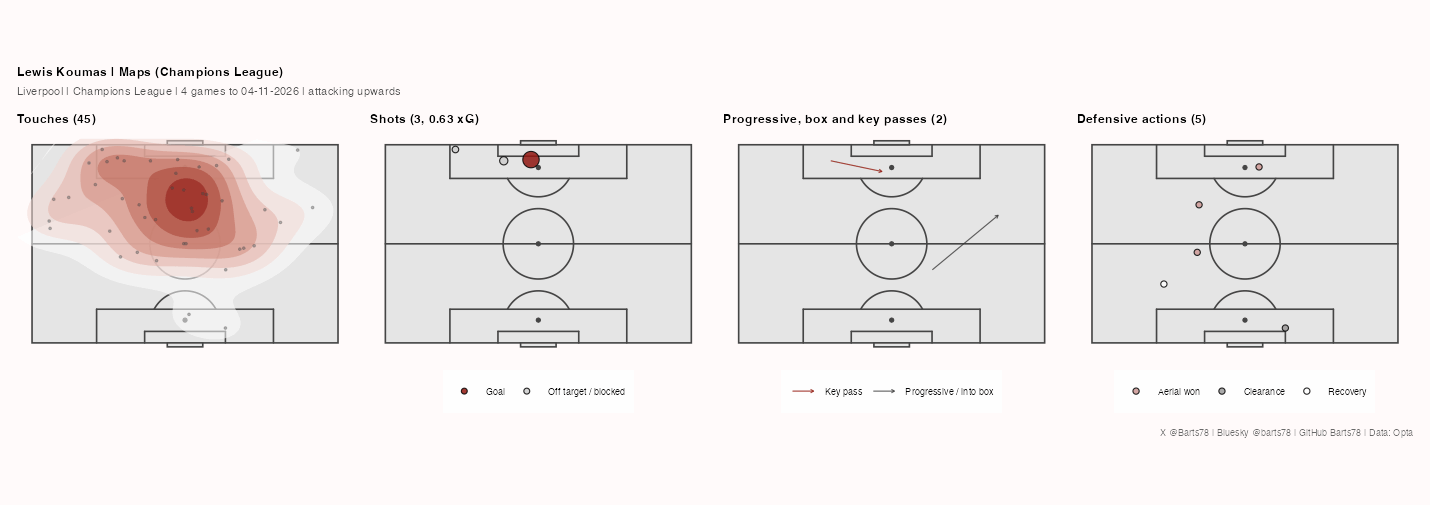 Lewis Koumas | Maps (Champions League)
Liverpool | Champions League | 4 games to 04-11-2026 | attacking upwards
Touches (45)
Shots (3, 0.63 xG)
Progressive, box and key passes (2)
Defensive actions (5)
Goal
Off target / blocked
Key pass
Progressive / into box
Aerial won
Clearance
Recovery
X @Barts78 | Bluesky @barts78 | GitHub Barts78 | Data: Opta